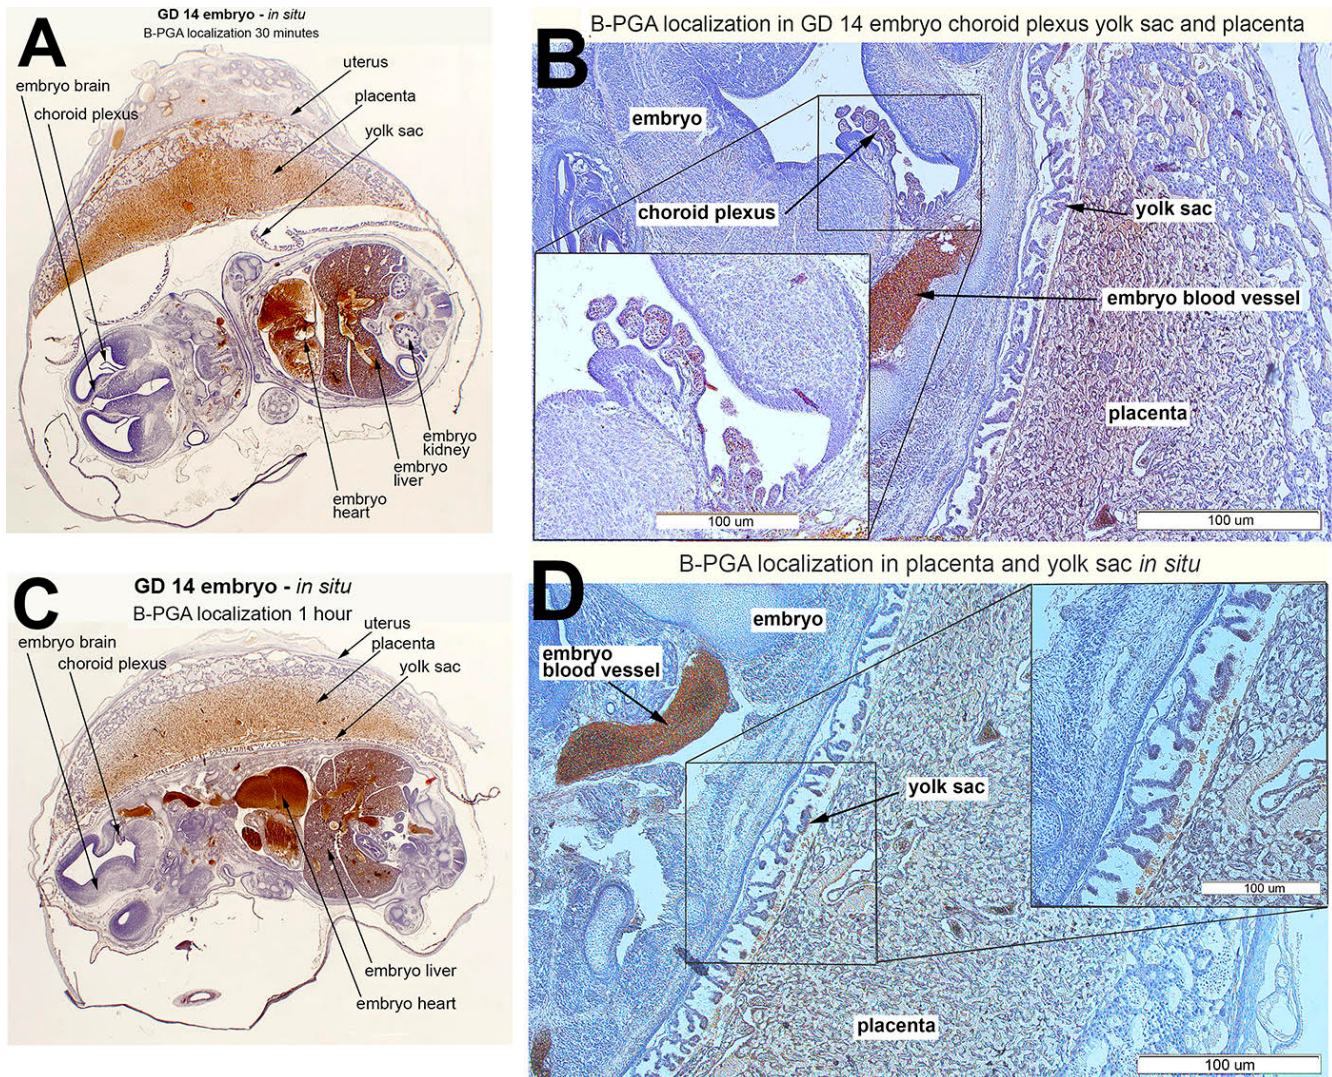 A
GD 14 embryo - in situ
B-PGA localization 30 minutes
embryo brain
choroid plexus
uterus
placenta
yolk sac
embryo
kidney
embryo
liver
embryo
heart
B
B-PGA localization in GD 14 embryo choroid plexus yolk sac and placenta
embryo
choroid plexus
yolk sac
embryo blood vessel
placenta
100 um
100 um
C
GD 14 embryo - in situ
B-PGA localization 1 hour
embryo brain
choroid plexus
uterus
placenta
yolk sac
embryo liver
embryo heart
D
B-PGA localization in placenta and yolk sac in situ
embryo
embryo
blood vessel
yolk sac
placenta
100 um
100 um